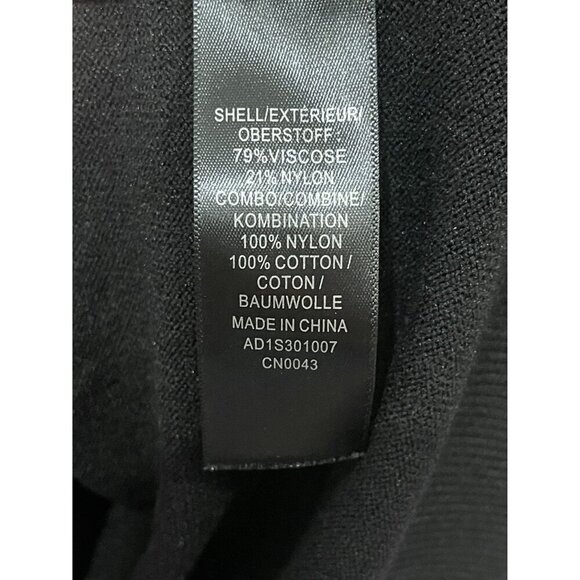 SHELL/EXTÉRIEUR/
OBERSTOFF:
79%VISCOSE
21% NYLON
COMBO/COMBINE/
KOMBINATION
100% NYLON
100% COTTON/
COTON/
BAUMWOLLE
MADE IN CHINA
AD1S301007
CN0043